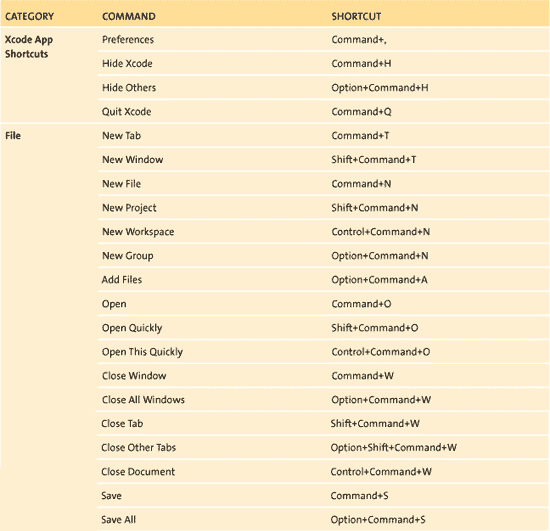 CATEGORY COMMAND SHORTCUT
Xcode App Shortcuts Preferences Command+,
Hide Xcode Command+H
Hide Others Option+Command+H
Quit Xcode Command+Q
File New Tab Command+T
New Window Shift+Command+T
New File Command+N
New Project Shift+Command+N
New Workspace Control+Command+N
New Group Option+Command+N
Add Files Option+Command+A
Open Command+O
Open Quickly Shift+Command+O
Open This Quickly Control+Command+O
Close Window Command+W
Close All Windows Option+Command+W
Close Tab Shift+Command+W
Close Other Tabs Option+Shift+Command+W
Close Document Control+Command+W
Save Command+S
Save All Option+Command+S